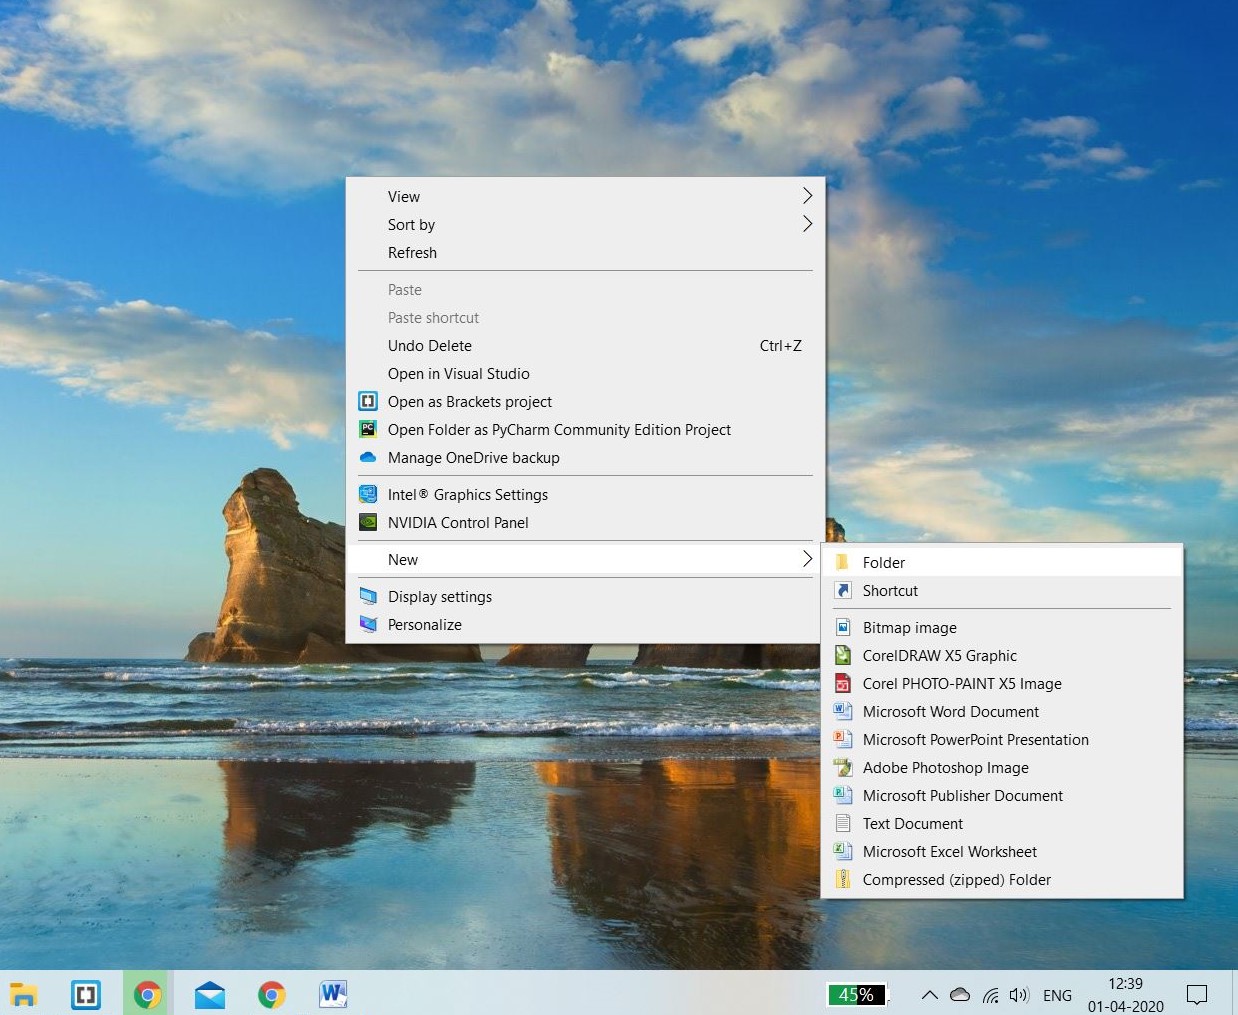 View
Sort by
Refresh
Paste
Paste shortcut
Undo Delete Ctrl+Z
Open in Visual Studio
Open as Brackets project
PC Open Folder as PyCharm Community Edition Project
Manage OneDrive backup
Intel® Graphics Settings
NVIDIA Control Panel
New
Display settings
Personalize
Folder
Shortcut
Bitmap image
CorelDRAW X5 Graphic
Corel PHOTO-PAINT X5 Image
Microsoft Word Document
Microsoft PowerPoint Presentation
Adobe Photoshop Image
Microsoft Publisher Document
Text Document
Microsoft Excel Worksheet
Compressed (zipped) Folder
W
45%
ENG
12:39
01-04-2020